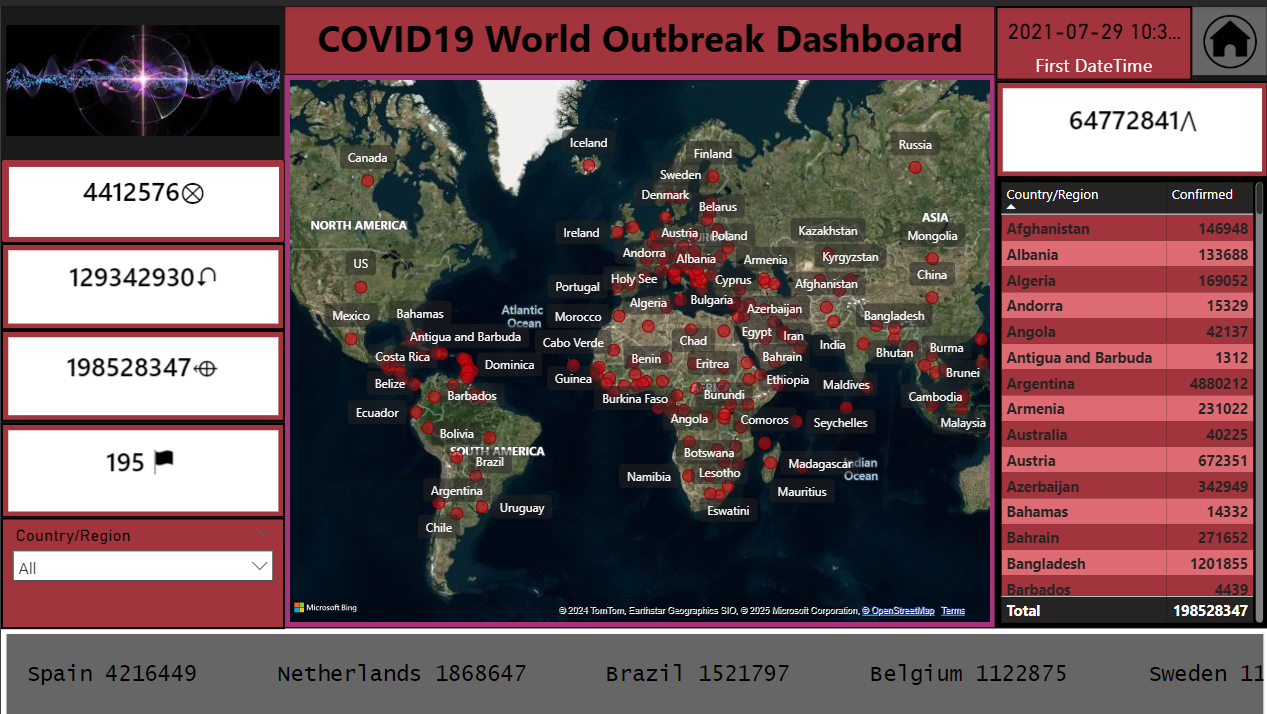 COVID19 World Outbreak Dashboard
2021-07-29 10:3...
First DateTime
4412576⊗
129342930
198528347⌖
195 ⚑
Country/Region
All
64772841/\
Iceland
Russia
Canada
Finland
Sweden
Denmark
Belarus
NORTH AMERICA
ASIA
Ireland
Austria
Poland
Kazakhstan
Mongolia
Andorra
Albania
Armenia
Kyrgyzstan
US
China
Holy See
Cyprus
Afghanistan
Portugal
Algeria
Bulgaria
Azerbaijan
Mexico
Bahamas
Atlantic
Ocean
Morocco
Bangladesh
Antigua and Barbuda
Cabo Verde
Chad
Egypt
Iran
India
Bhutan
Burma
Costa Rica
Dominica
Benin
Eritrea
Bahrain
Brunei
Belize
Guinea
Ethiopia
Maldives
Barbados
Burkina Faso
Burundi
Cambodia
Ecuador
Angola
Comoros
Seychelles
Malaysia
Bolivia
SOUTH AMERICA
Brazil
Botswana
Namibia
Lesotho
Madagascar
Indian
Ocean
Argentina
Mauritius
Uruguay
Eswatini
Chile
Microsoft Bing
© 2024 TomTom, Earthstar Geographics SIO, © 2025 Microsoft Corporation, © OpenStreetMap Terms
Country/Region Confirmed
Afghanistan 146948
Albania 133688
Algeria 169052
Andorra 15329
Angola 42137
Antigua and Barbuda 1312
Argentina 4880212
Armenia 231022
Australia 40225
Austria 672351
Azerbaijan 342949
Bahamas 14332
Bahrain 271652
Bangladesh 1201855
Barbados 4439
Total 198528347
Spain 4216449 Netherlands 1868647 Brazil 1521797 Belgium 1122875 Sweden 11